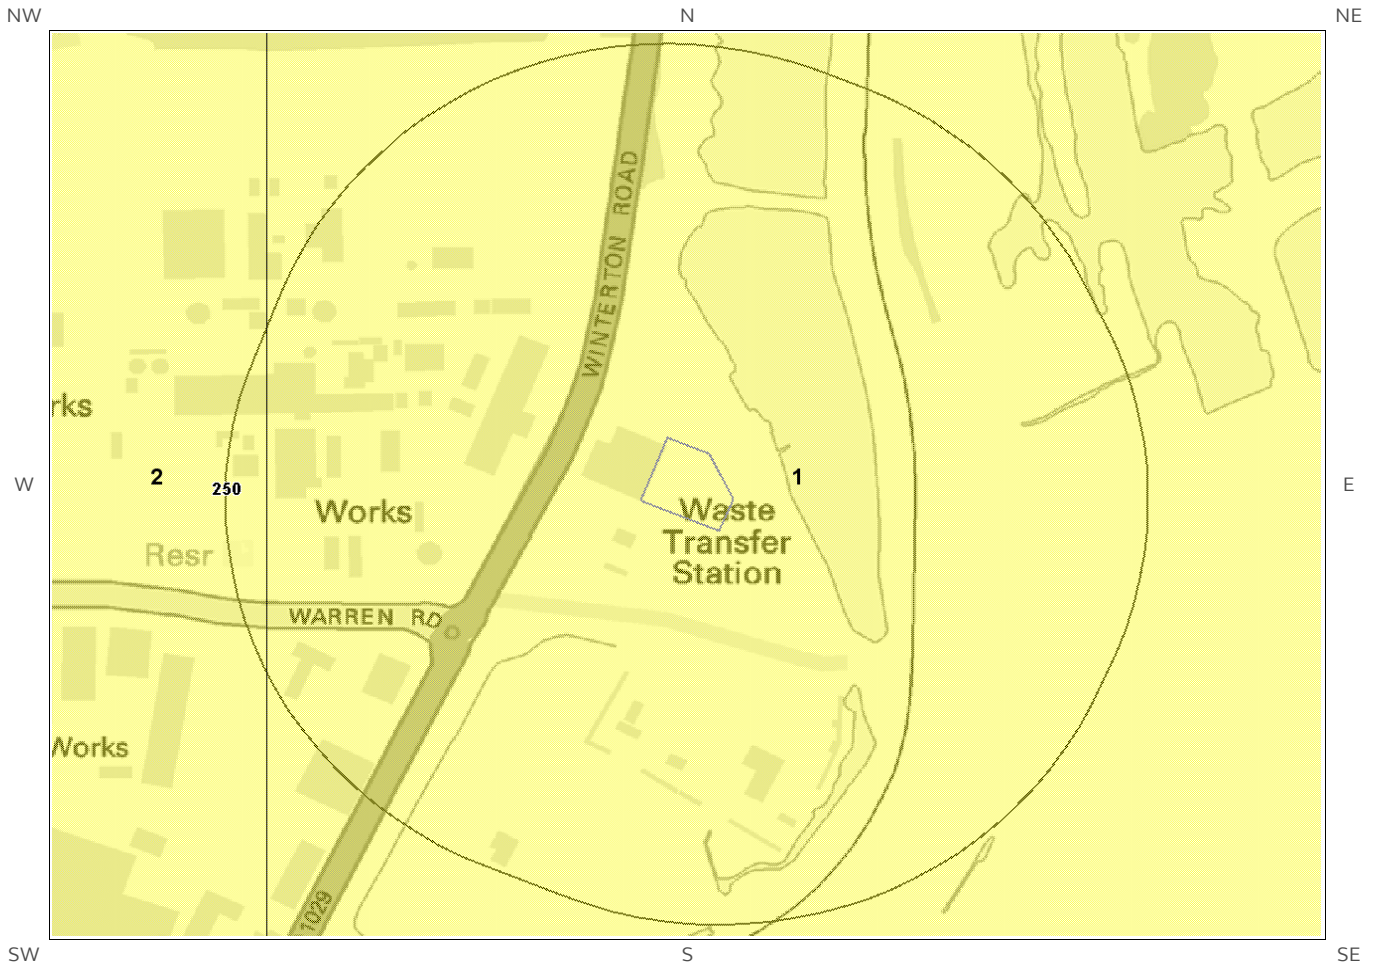 NW
N
NE
WINTERTON ROAD
rks
2
250
1
W
E
Works
Waste
Transfer
Station
Resr
WARREN RD
Works
1029
SW
S
SE